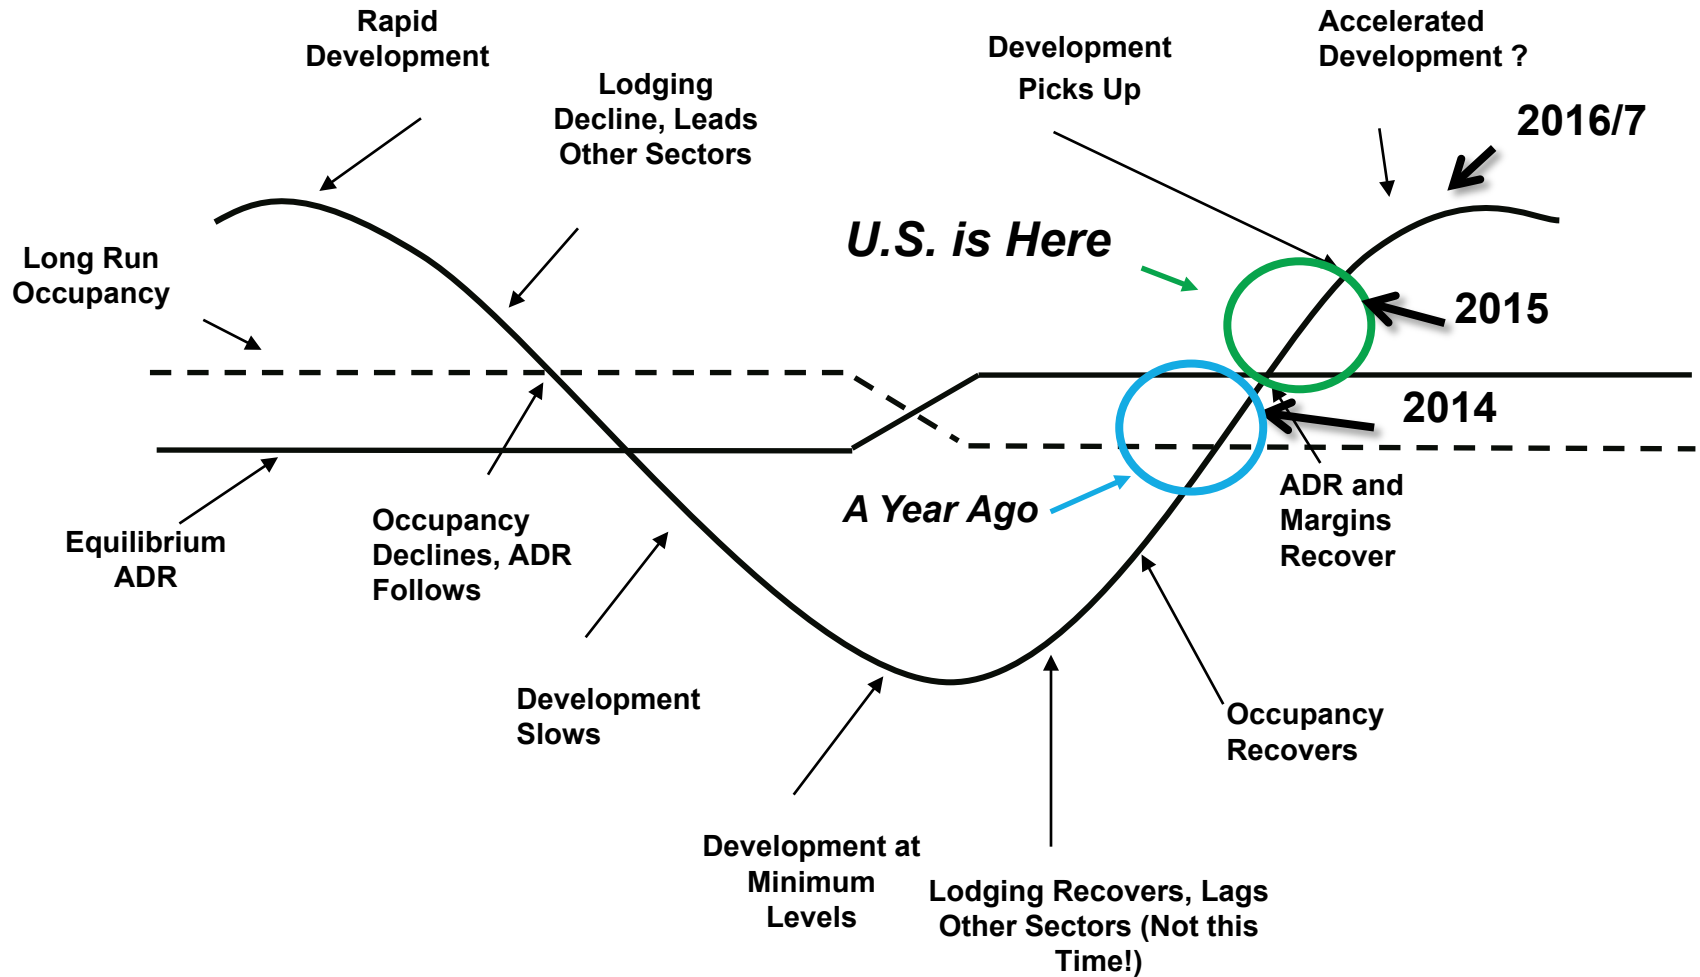 Rapid
Development
Lodging
Decline, Leads
Other Sectors
Development
Picks Up
Accelerated
Development ?
2016/7
U.S. is Here
Long Run
Occupancy
2015
2014
A Year Ago
ADR and
Margins
Recover
Equilibrium
ADR
Occupancy
Declines, ADR
Follows
Development
Slows
Occupancy
Recovers
Development at
Minimum
Levels
Lodging Recovers, Lags
Other Sectors (Not this
Time!)